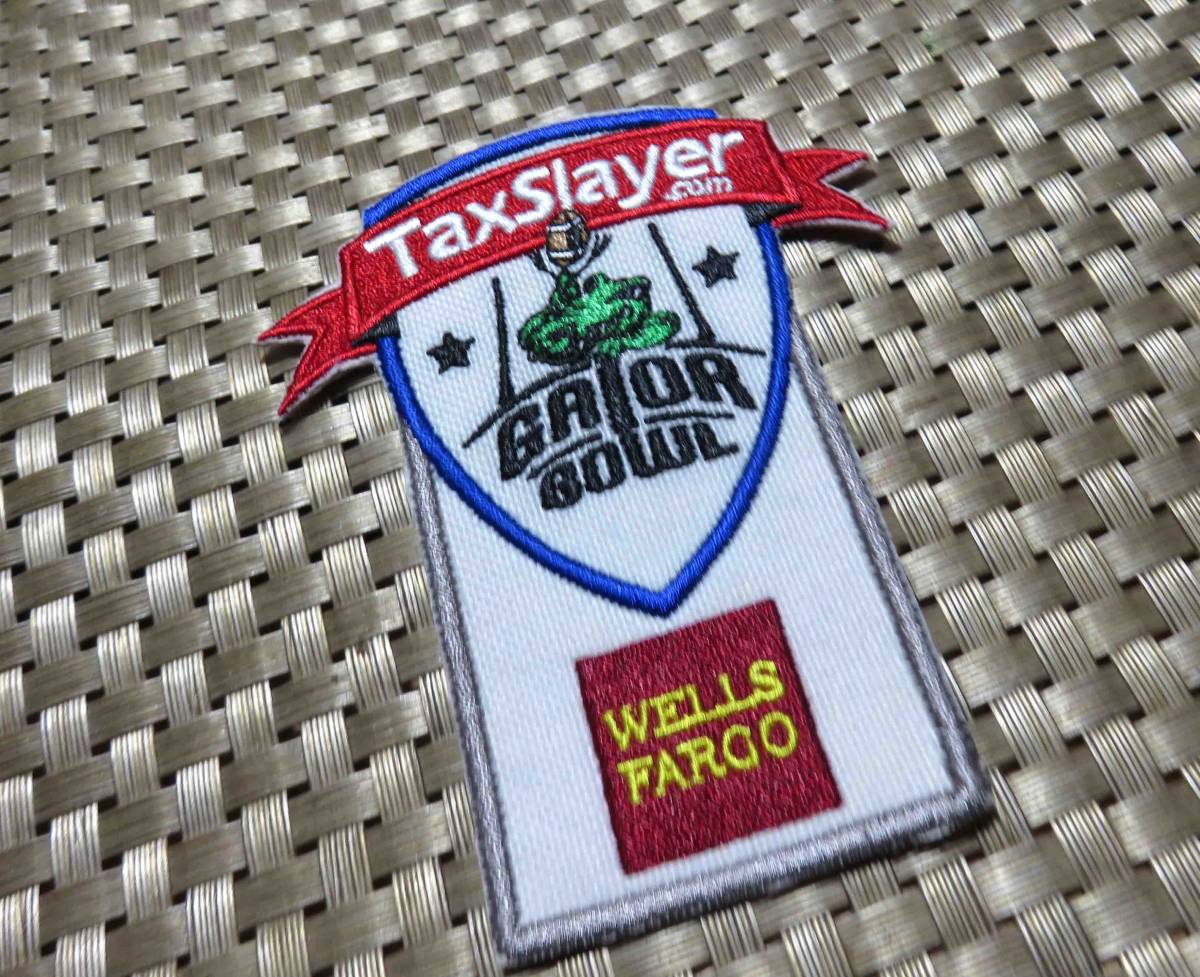 TaxSlayer
.com
GATOR
BOWL
WELLS
FARGO